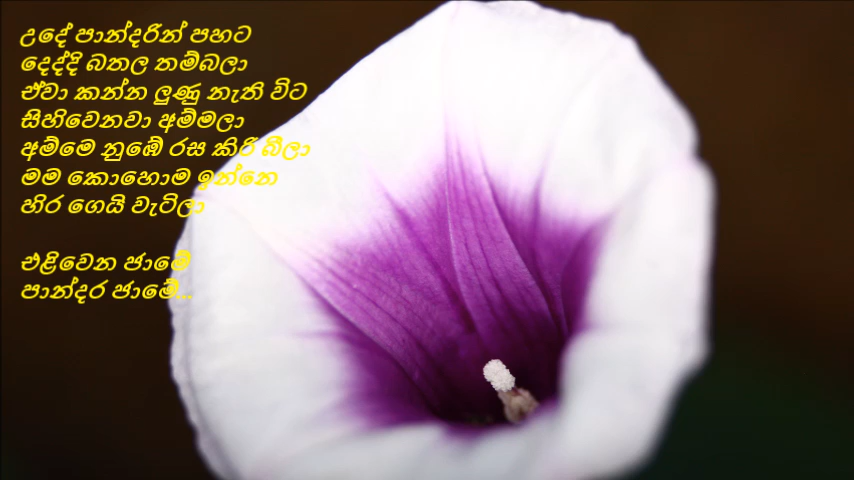 උදේ පාන්දරින් පහට
දෙද්දි බතල තම්බලා
ඒවා කන්න ලුණු නැති විට
සිහිවෙනවා අම්මලා
අම්මෙ නුඹේ රස කිරි බීලා
මම කොහොම ඉන්නෙ
හිර ගෙයි වැටිලා

එළිවෙන ජාමේ
පාන්දර ජාමේ...